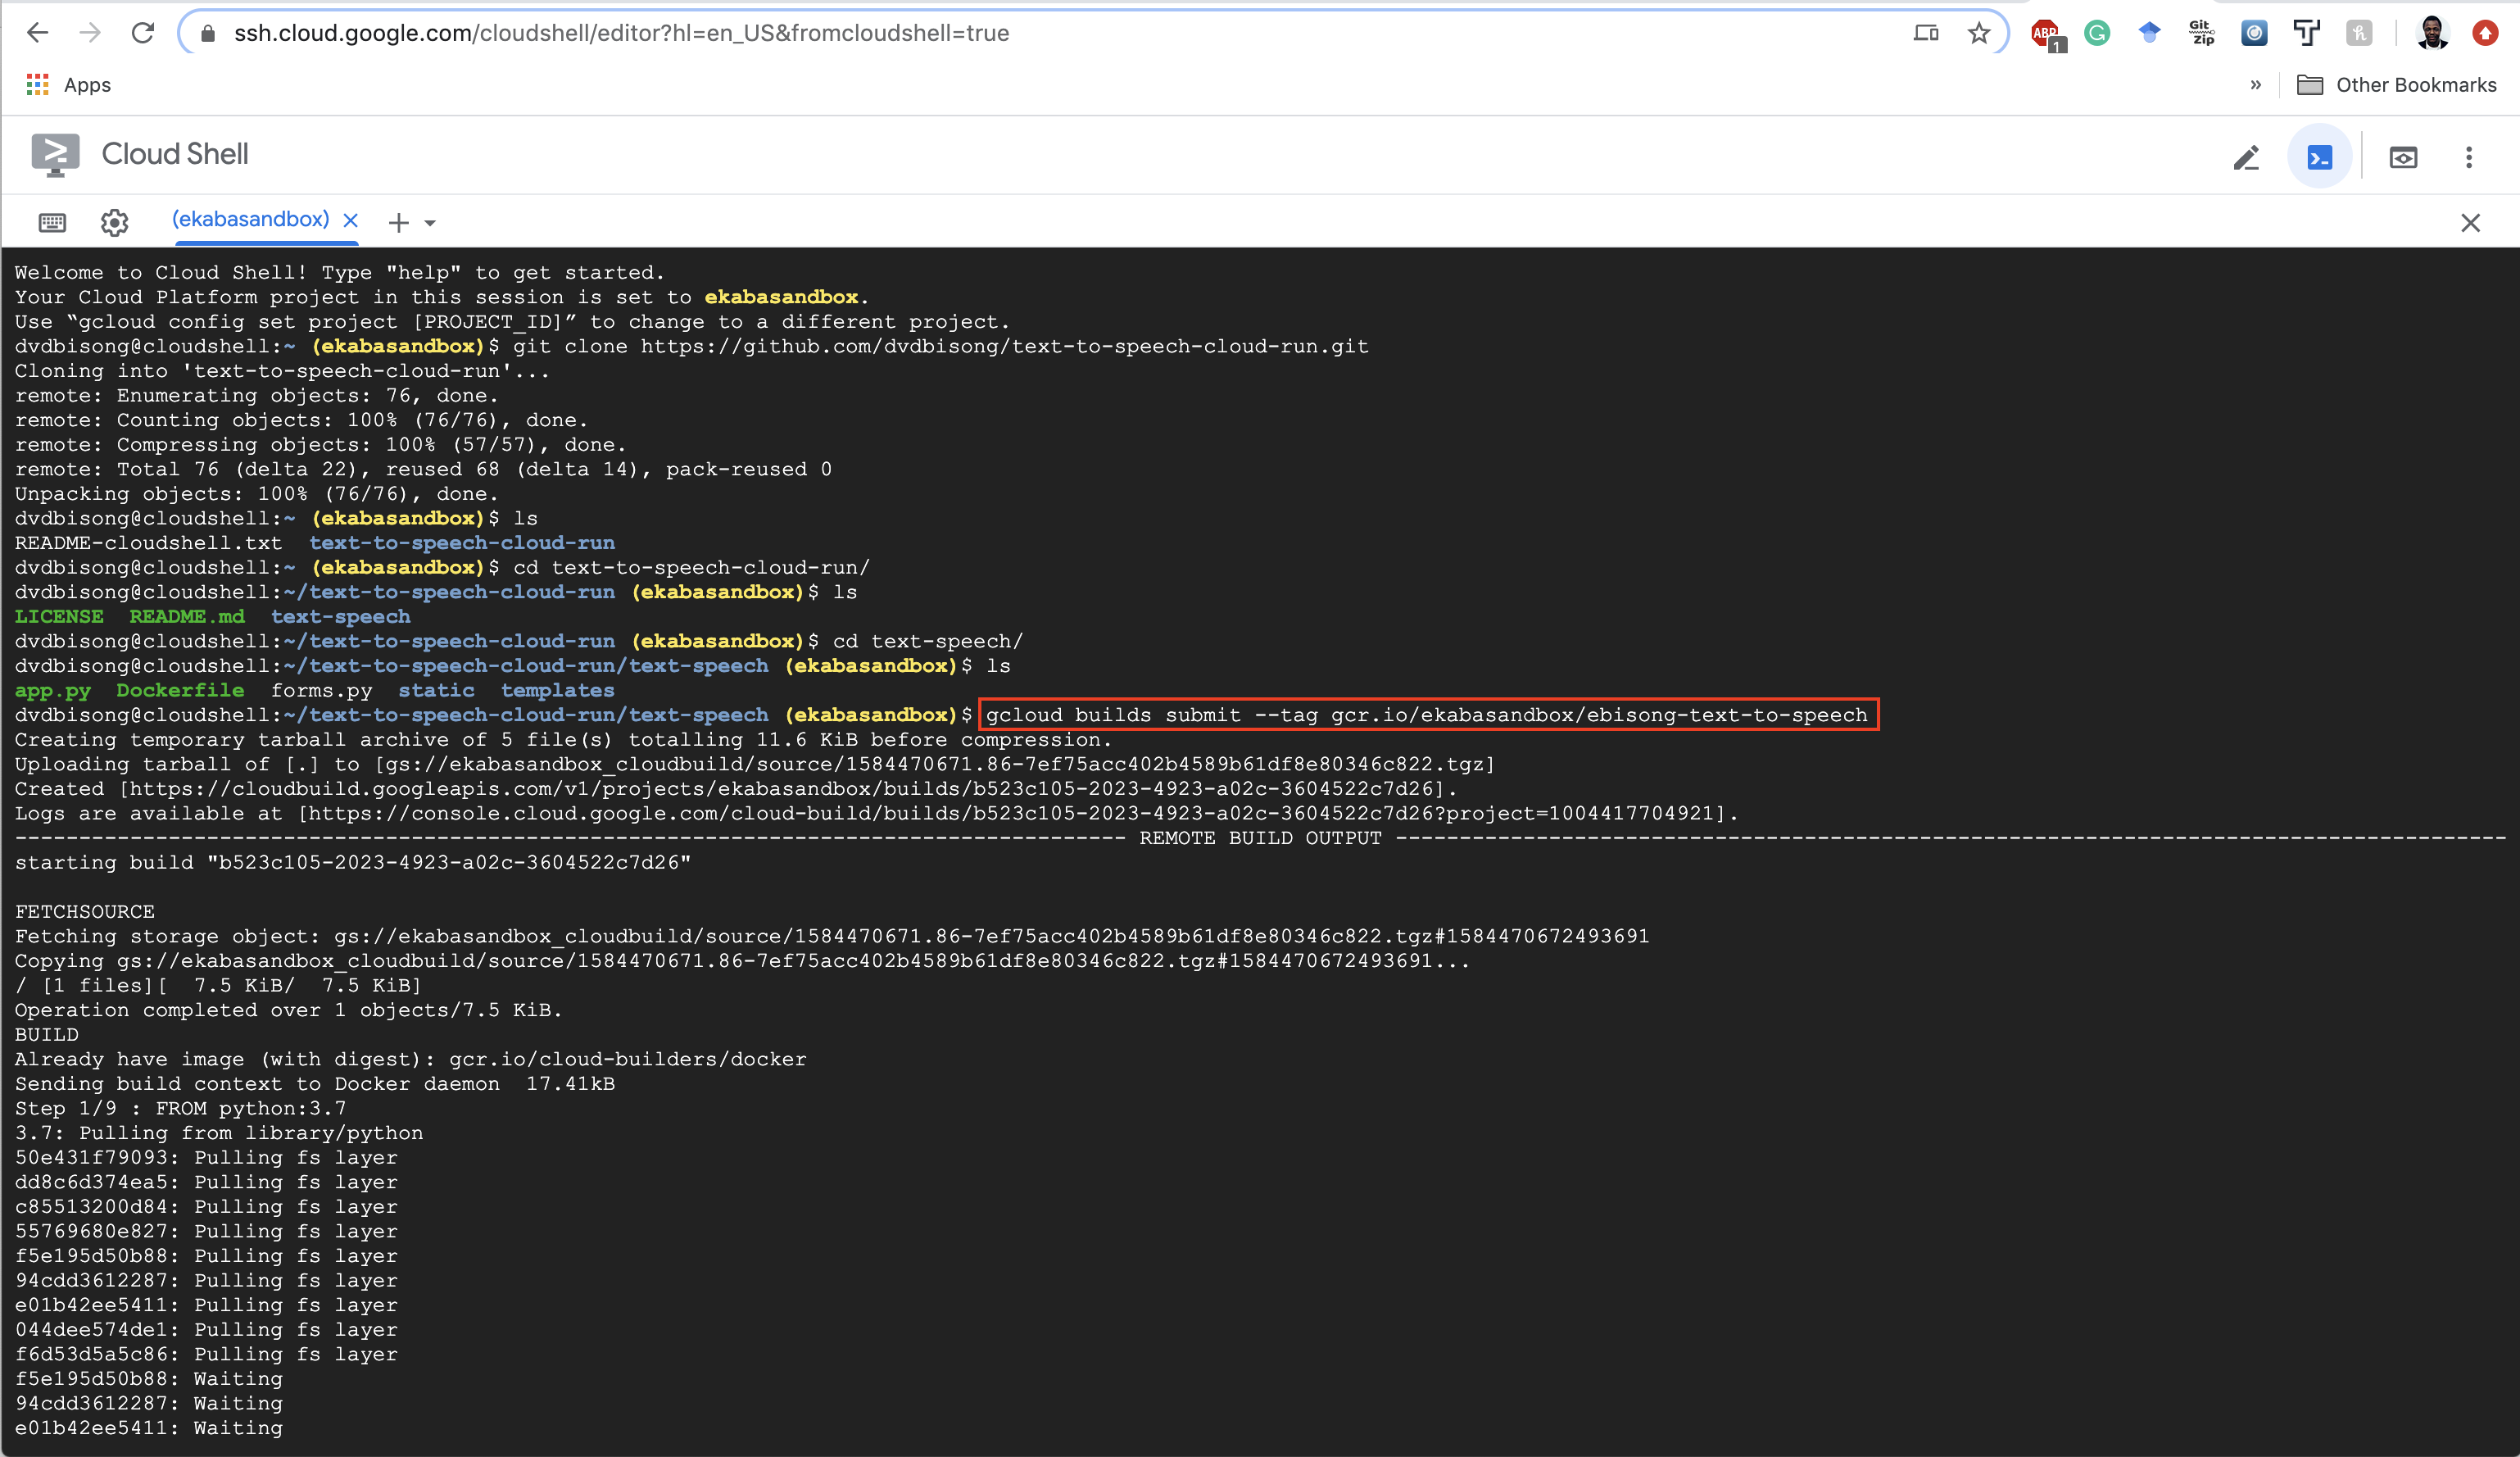 ssh.cloud.google.com/cloudshell/editor?hl=en_US&fromcloudshell=true
ABP
1
G
Git
Zip
Apps
»
Other Bookmarks
Cloud Shell
(ekabasandbox)
Welcome to Cloud Shell! Type "help" to get started.
Your Cloud Platform project in this session is set to ekabasandbox.
Use “gcloud config set project [PROJECT_ID]” to change to a different project.
dvdbisong@cloudshell:~ (ekabasandbox)$ git clone https://github.com/dvdbisong/text-to-speech-cloud-run.git
Cloning into 'text-to-speech-cloud-run'...
remote: Enumerating objects: 76, done.
remote: Counting objects: 100% (76/76), done.
remote: Compressing objects: 100% (57/57), done.
remote: Total 76 (delta 22), reused 68 (delta 14), pack-reused 0
Unpacking objects: 100% (76/76), done.
dvdbisong@cloudshell:~ (ekabasandbox)$ ls
README-cloudshell.txt  text-to-speech-cloud-run
dvdbisong@cloudshell:~ (ekabasandbox)$ cd text-to-speech-cloud-run/
dvdbisong@cloudshell:~/text-to-speech-cloud-run (ekabasandbox)$ ls
LICENSE  README.md  text-speech
dvdbisong@cloudshell:~/text-to-speech-cloud-run (ekabasandbox)$ cd text-speech/
dvdbisong@cloudshell:~/text-to-speech-cloud-run/text-speech (ekabasandbox)$ ls
app.py  Dockerfile  forms.py  static  templates
dvdbisong@cloudshell:~/text-to-speech-cloud-run/text-speech (ekabasandbox)$ gcloud builds submit --tag gcr.io/ekabasandbox/ebisong-text-to-speech
Creating temporary tarball archive of 5 file(s) totalling 11.6 KiB before compression.
Uploading tarball of [.] to [gs://ekabasandbox_cloudbuild/source/1584470671.86-7ef75acc402b4589b61df8e80346c822.tgz]
Created [https://cloudbuild.googleapis.com/v1/projects/ekabasandbox/builds/b523c105-2023-4923-a02c-3604522c7d26].
Logs are available at [https://console.cloud.google.com/cloud-build/builds/b523c105-2023-4923-a02c-3604522c7d26?project=1004417704921].
--------------------------------------------------------------------------------------- REMOTE BUILD OUTPUT ---------------------------------------------------------------------------------------
starting build "b523c105-2023-4923-a02c-3604522c7d26"
FETCHSOURCE
Fetching storage object: gs://ekabasandbox_cloudbuild/source/1584470671.86-7ef75acc402b4589b61df8e80346c822.tgz#1584470672493691
Copying gs://ekabasandbox_cloudbuild/source/1584470671.86-7ef75acc402b4589b61df8e80346c822.tgz#1584470672493691...
/ [1 files][  7.5 KiB/  7.5 KiB]
Operation completed over 1 objects/7.5 KiB.
BUILD
Already have image (with digest): gcr.io/cloud-builders/docker
Sending build context to Docker daemon  17.41kB
Step 1/9 : FROM python:3.7
3.7: Pulling from library/python
50e431f79093: Pulling fs layer
dd8c6d374ea5: Pulling fs layer
c85513200d84: Pulling fs layer
55769680e827: Pulling fs layer
f5e195d50b88: Pulling fs layer
94cdd3612287: Pulling fs layer
e01b42ee5411: Pulling fs layer
044dee574de1: Pulling fs layer
f6d53d5a5c86: Pulling fs layer
f5e195d50b88: Waiting
94cdd3612287: Waiting
e01b42ee5411: Waiting